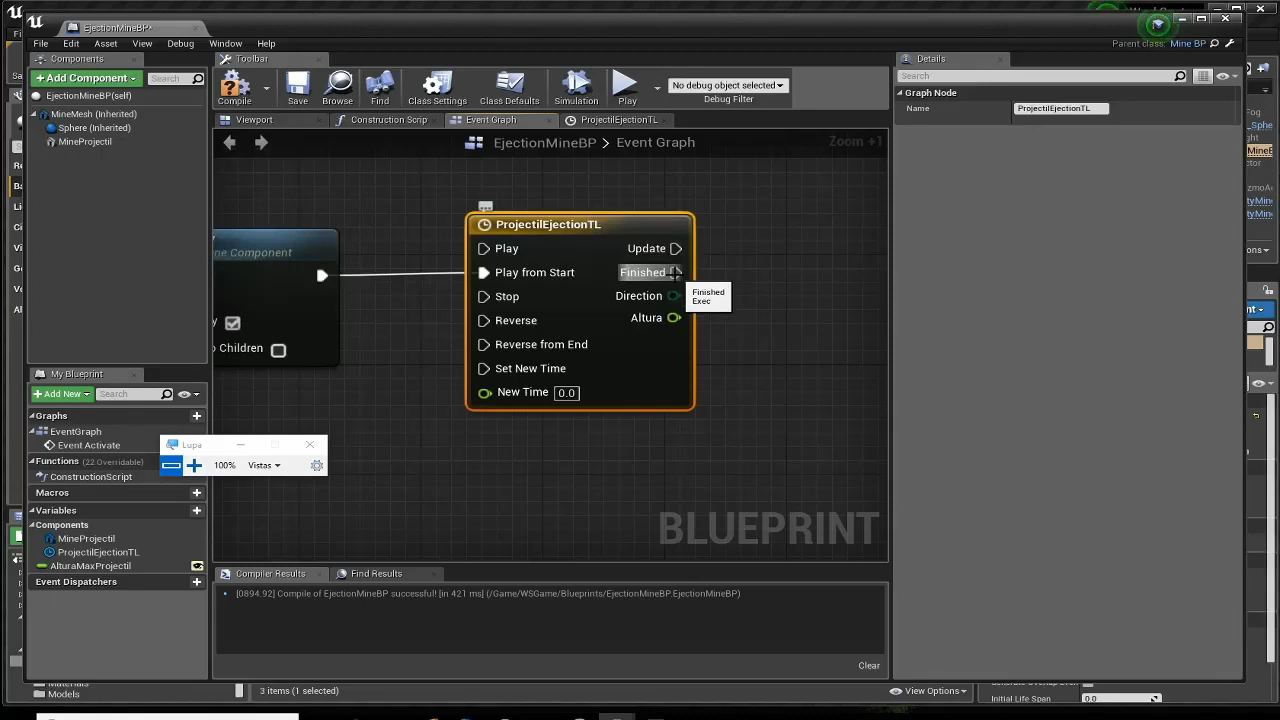 EjectionMineBP*
File Edit Asset View Debug Window Help
Parent class: Mine BP
Components
+Add Component
Search
EjectionMineBP(self)
MineMesh (Inherited)
Sphere (Inherited)
MineProjectil
Toolbar
Compile
Save
Browse
Find
Class Settings
Class Defaults
Simulation
Play
No debug object selected
Debug Filter
Viewport
Construction Scrip
Event Graph
ProjectilEjectionTL
EjectionMineBP > Event Graph
Zoom +1
ne Component
o Children
ProjectilEjectionTL
Play
Update
Play from Start
Finished
Stop
Direction
Reverse
Altura
Reverse from End
Set New Time
New Time 0.0
Finished
Exec
BLUEPRINT
My Blueprint
+Add New
Search
Graphs
EventGraph
Event Activate
Functions (22 Overridable)
ConstructionScript
Macros
Variables
Components
MineProjectil
ProjectilEjectionTL
AlturaMaxProjectil
Event Dispatchers
Lupa
100%
Vistas
Compiler Results
Find Results
[0894.92] Compile of EjectionMineBP successful! [in 421 ms] (/Game/WSGame/Blueprints/EjectionMineBP.EjectionMineBP)
Clear
Details
Search
Graph Node
Name
ProjectilEjectionTL
Models
3 items (1 selected)
View Options
Initial Life Span
0.0